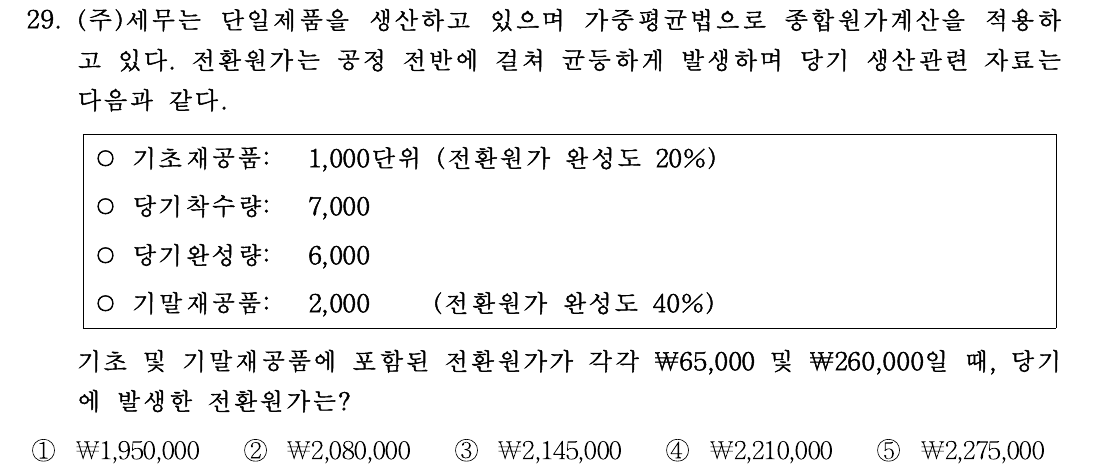 29. (주)세무는 단일제품을 생산하고 있으며 가중평균법으로 종합원가계산을 적용하
고 있다. 전환원가는 공정 전반에 걸쳐 균등하게 발생하며 당기 생산관련 자료는
다음과 같다.
○ 기초재공품: 1,000단위 (전환원가 완성도 20%)
○ 당기착수량: 7,000
○ 당기완성량: 6,000
○ 기말재공품: 2,000 (전환원가 완성도 40%)
기초 및 기말재공품에 포함된 전환원가가 각각 ₩65,000 및 ₩260,000일 때, 당기
에 발생한 전환원가는?
① ₩1,950,000 ② ₩2,080,000 ③ ₩2,145,000 ④ ₩2,210,000 ⑤ ₩2,275,000